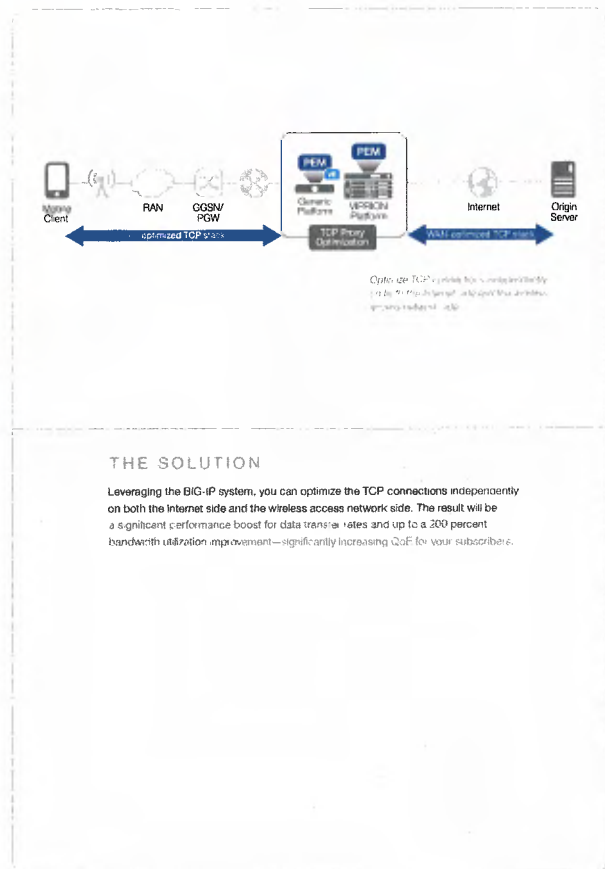 PEM
PEM
Mobile
Client
RAN
GGSN/
PGW
Generic
Platform
VIPRION
Platform
Internet
Origin
Server
optimized TCP stack
TCP Proxy
Optimization
WAN optimized TCP stack
Optimize TCP
THE SOLUTION
Leveraging the BIG-IP system, you can optimize the TCP connections independently
on both the Internet side and the wireless access network side. The result will be
a significant performance boost for data transfer rates and up to a 200 percent
bandwidth utilization improvement—significantly increasing QoE for your subscribers.